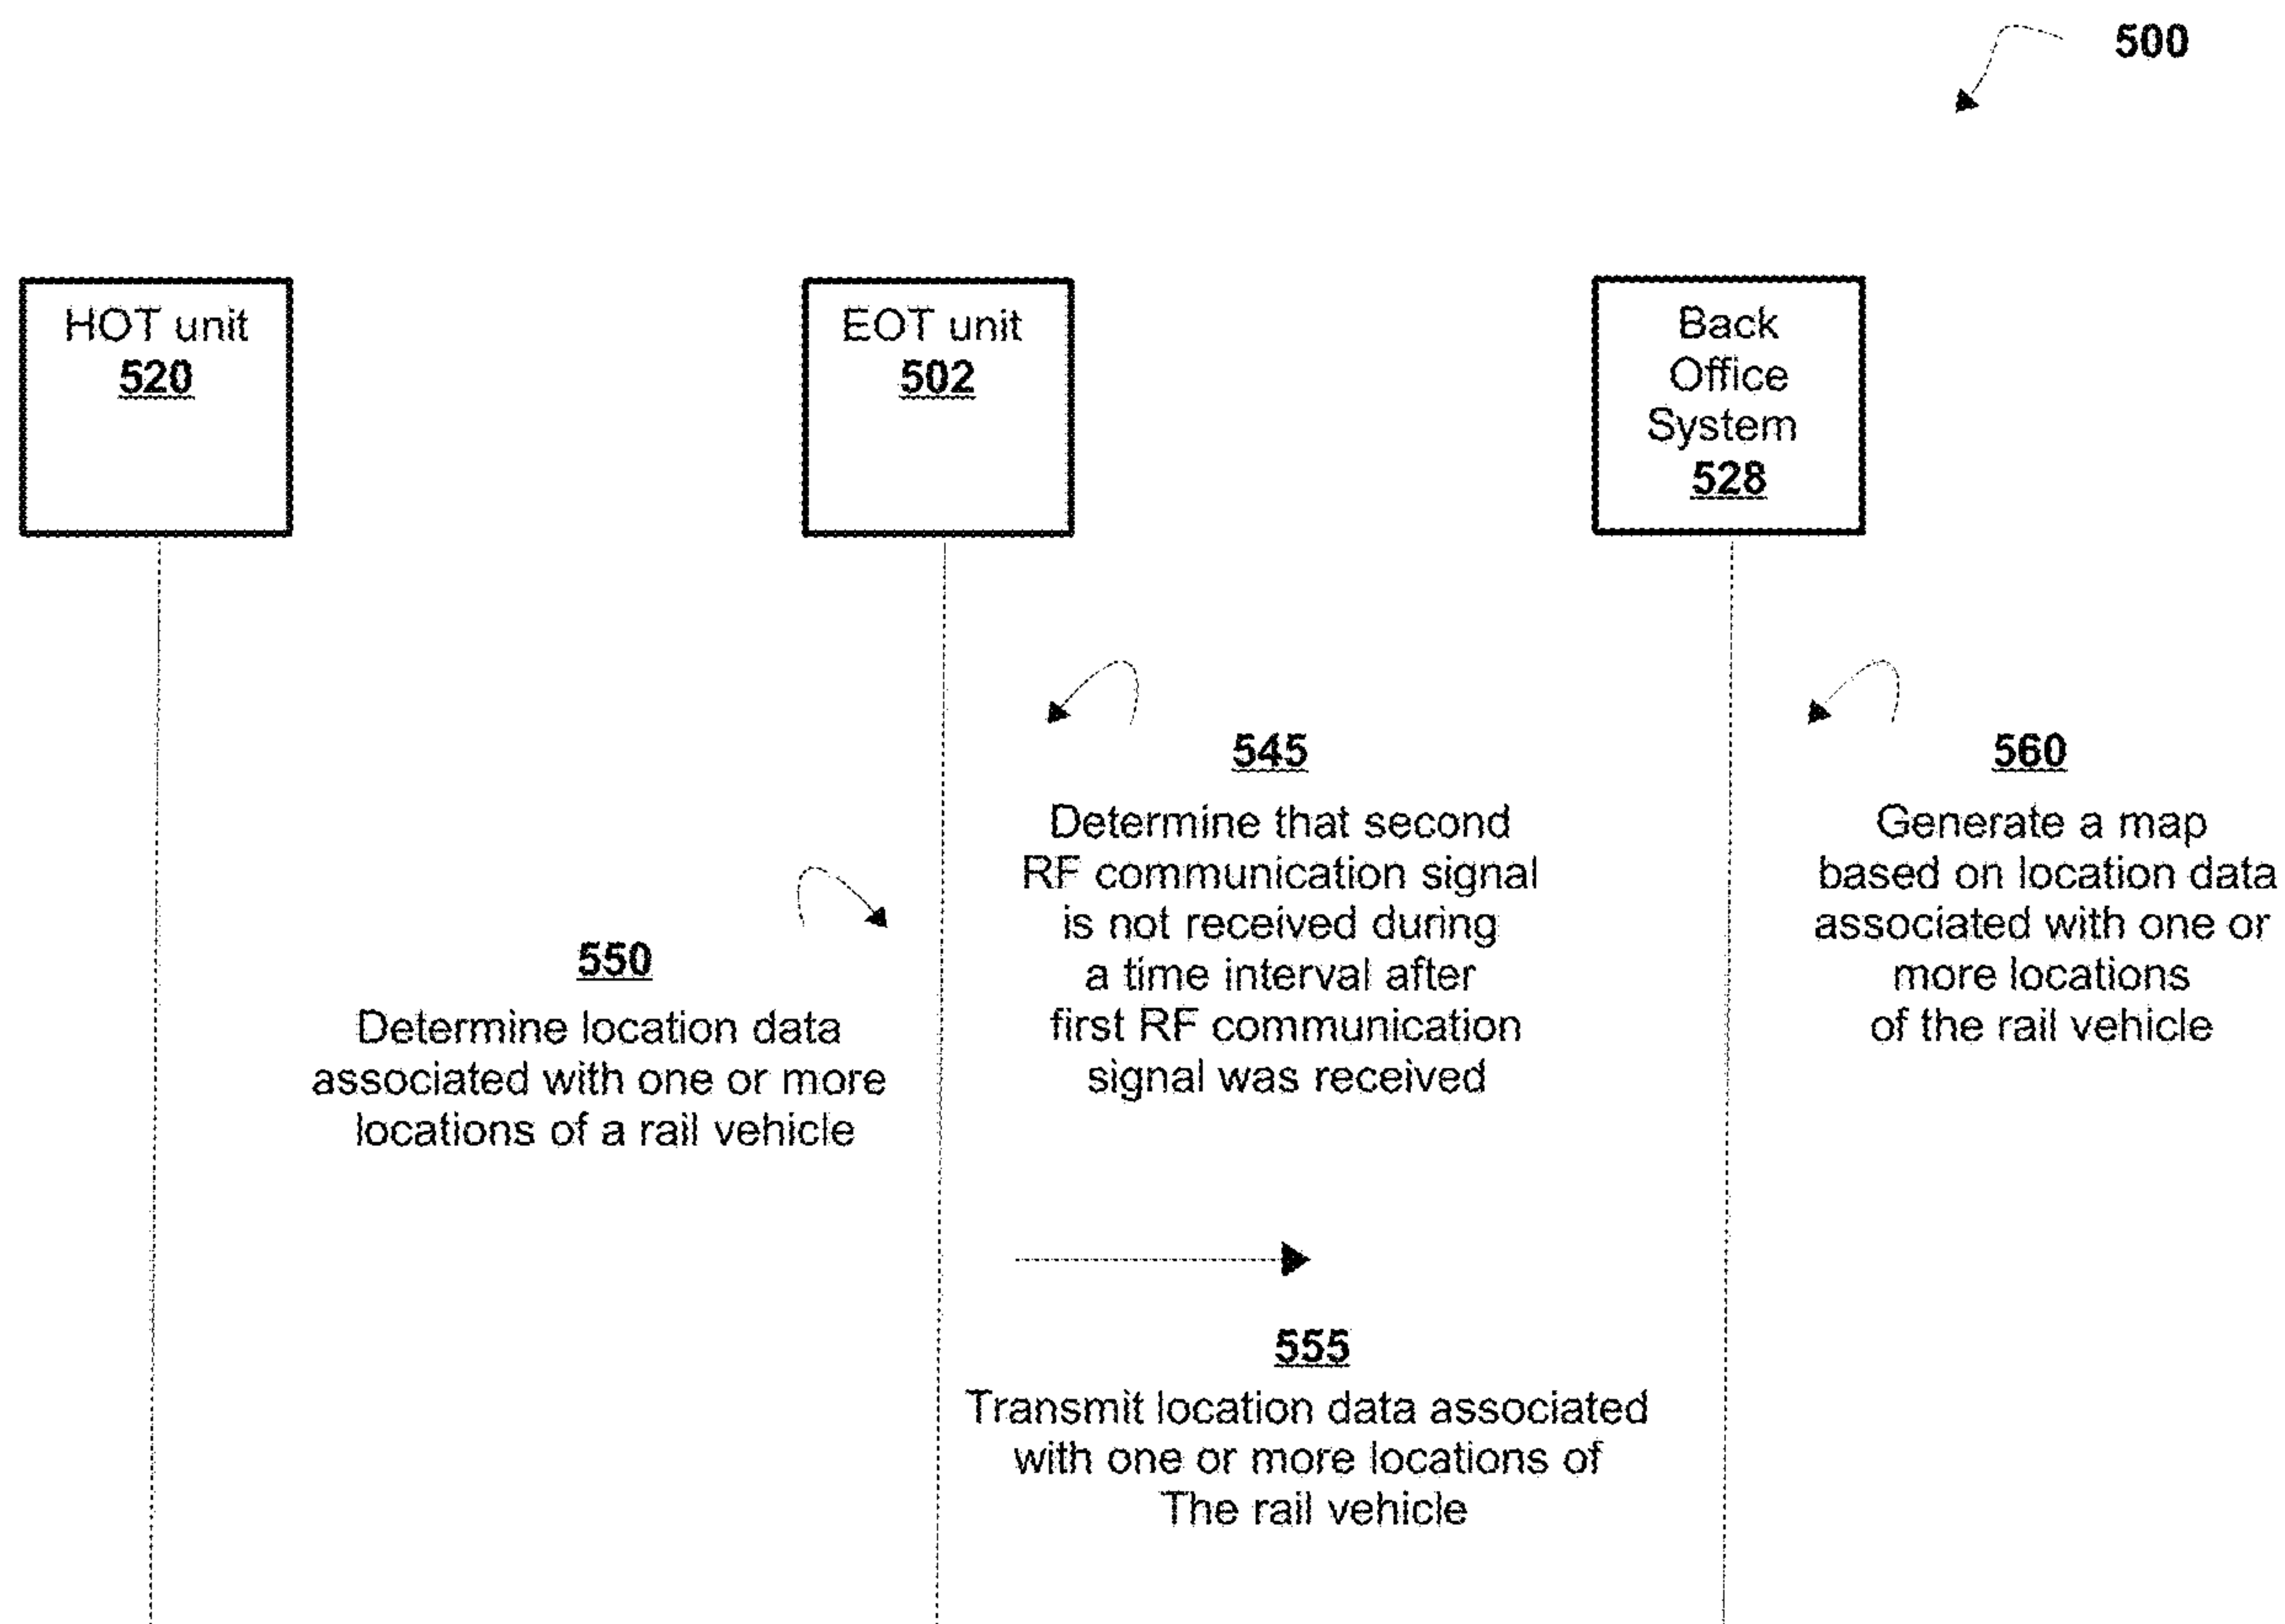 500
HOT unit
520
EOT unit
502
Back
Office
System
528
545
Determine that second
RF communication signal
is not received during
a time interval after
first RF communication
signal was received
560
Generate a map
based on location data
associated with one or
more locations
of the rail vehicle
550
Determine location data
associated with one or more
locations of a rail vehicle
555
Transmit location data associated
with one or more locations of
The rail vehicle